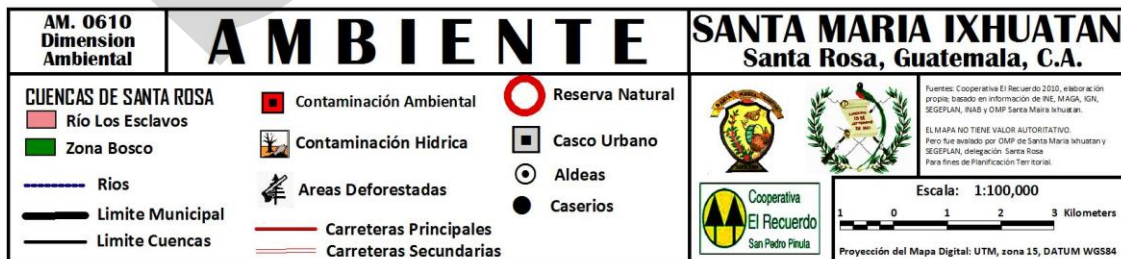 AM. 0610
Dimension
Ambiental
AMBIENTE
SANTA MARIA IXHUATAN
Santa Rosa, Guatemala, C.A.
CUENCAS DE SANTA ROSA
Río Los Esclavos
Zona Bosco
Rios
Limite Municipal
Limite Cuencas
Contaminación Ambiental
Contaminación Hidrica
Areas Deforestadas
Carreteras Principales
Carreteras Secundarias
Reserva Natural
Casco Urbano
Aldeas
Caserios
Fuentes: Cooperativa El Recuerdo 2010, elaboración
propia; basado en información de INE, MAGA, IGN,
SEGEPLAN, INAB y OMP Santa Maira Ixhuatan.
EL MAPA NO TIENE VALOR AUTORITATIVO.
Pero fue avalado por OMP de Santa Maria Ixhuatan y
SEGEPLAN, delegación Santa Rosa
Para fines de Planificación Territorial.
Cooperativa
El Recuerdo
San Pedro Pinula
Escala: 1:100,000
1 0 1 2 3 Kilometers
Proyección del Mapa Digital: UTM, zona 15, DATUM WGS84